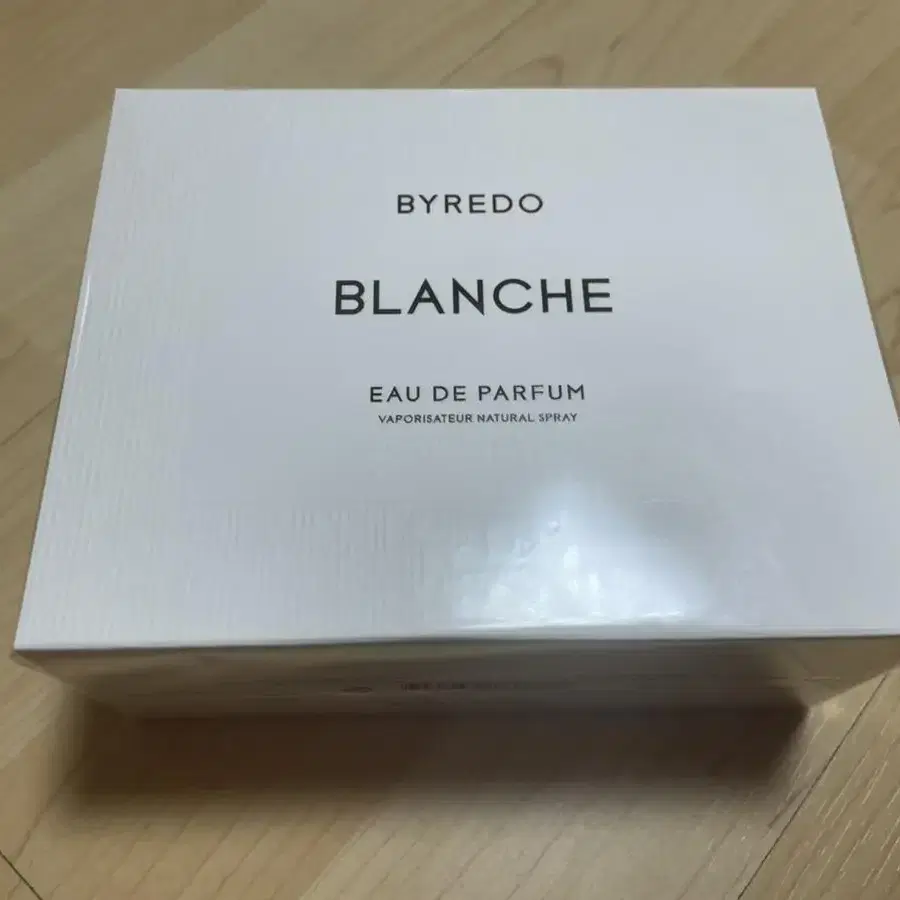 BYREDO
BLANCHE
EAU DE PARFUM
VAPORISATEUR NATURAL SPRAY